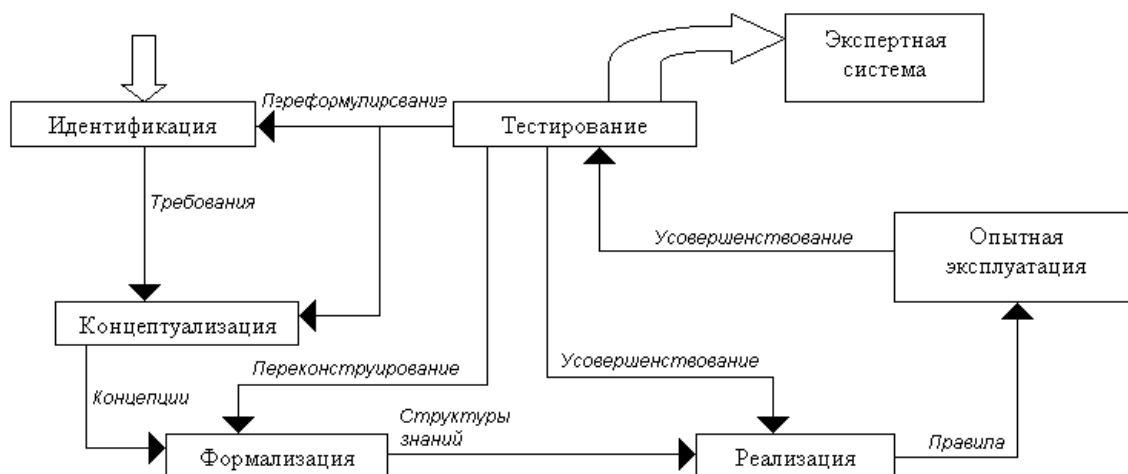 Экспертная
система
Переформулирсвание
Идентификация
Тестирование
Требования
Усовершенствование
Опытная
эксплуатация
Концептуализация
Переконструирование
Усовершенствование
Концепции
Структуры
знаний
Правила
Формализация
Реализация